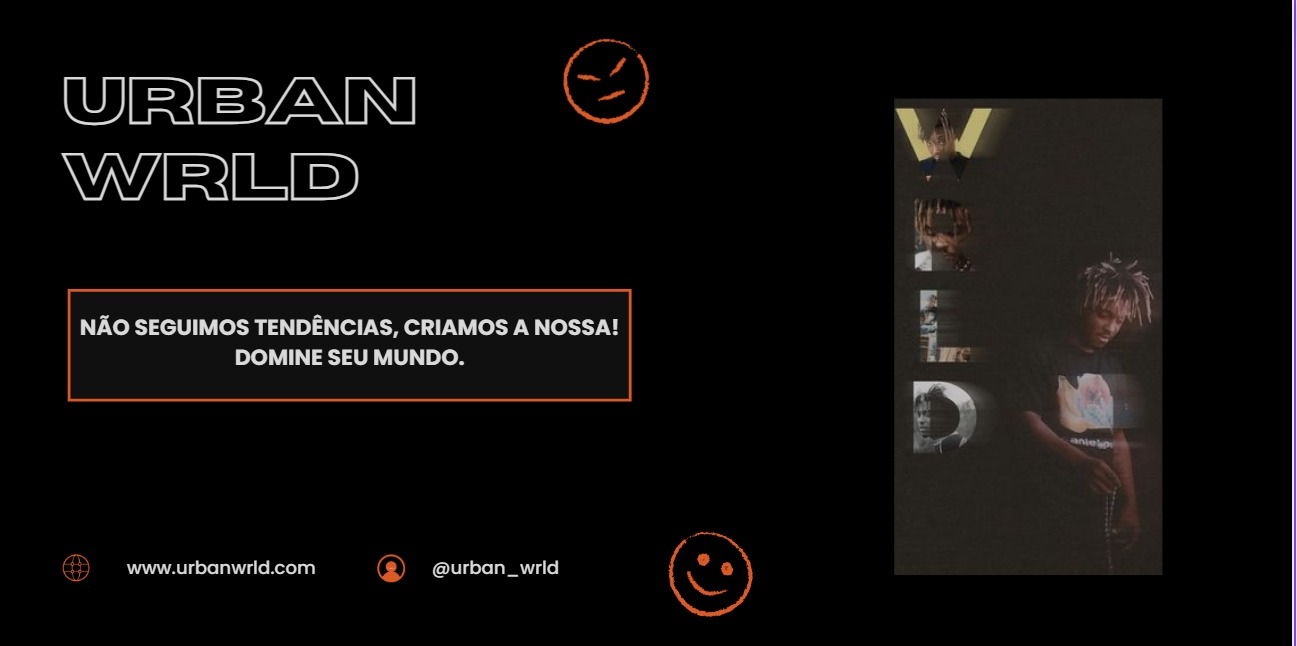 URBAN
WRLD
NÃO SEGUIMOS TENDÊNCIAS, CRIAMOS A NOSSA!
DOMINE SEU MUNDO.
www.urbanwrld.com
@urban_wrld
W
R
L
D